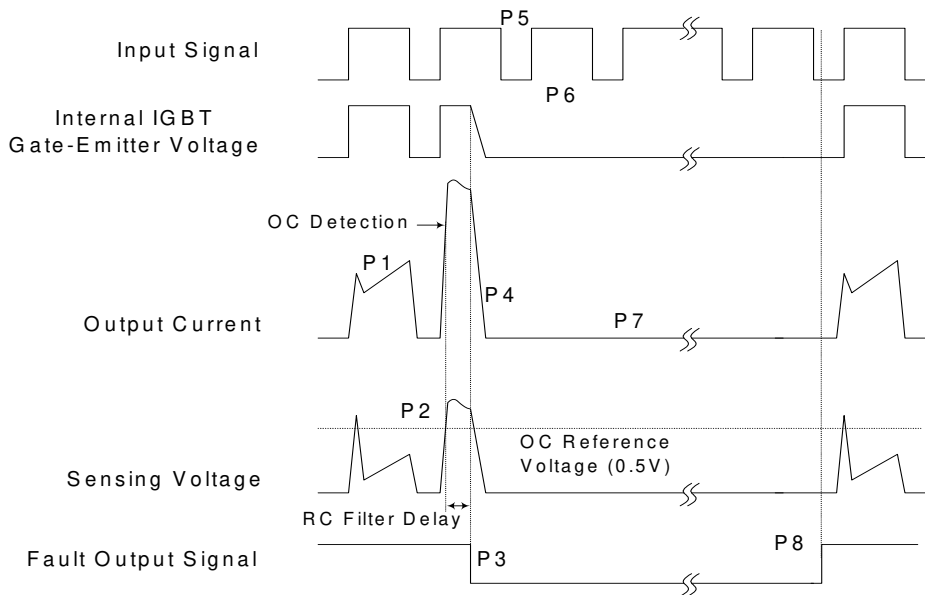 P5
Input Signal
P6
Internal IGBT
Gate-Emitter Voltage
OC Detection
P1
P4
Output Current
P7
P2
OC Reference
Voltage (0.5V)
Sensing Voltage
RC Filter Delay
Fault Output Signal
P3
P8